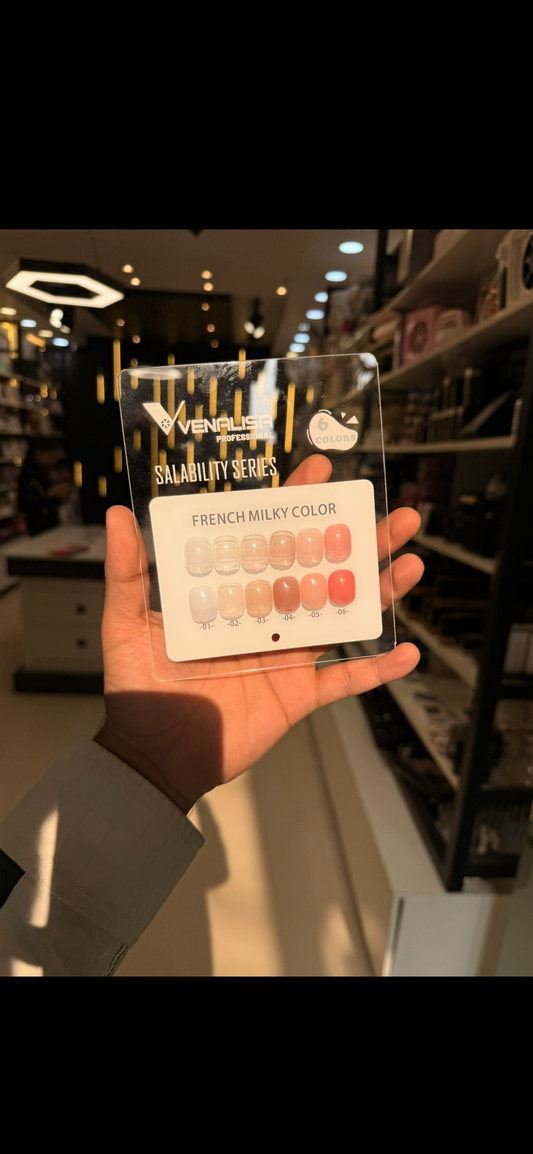 VENALISA
PROFESSIONAL
6
COLORS
SALABILITY SERIES
FRENCH MILKY COLOR
-01- -02- -03- -04- -05- -06-